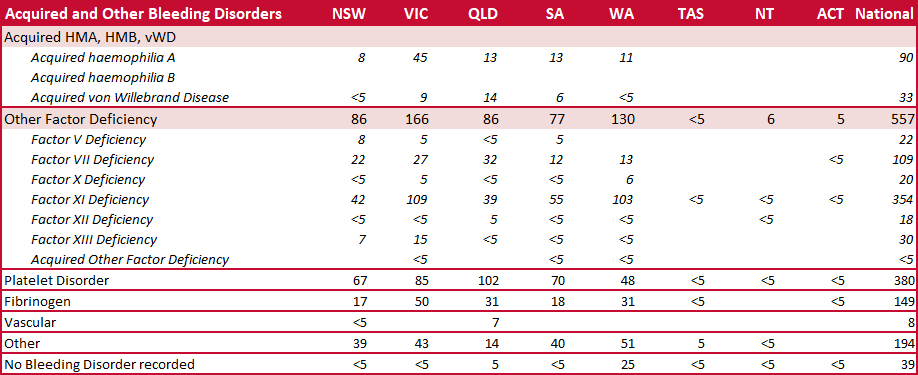 Acquired and Other Bleeding Disorders NSW VIC QLD SA WA TAS NT ACT National
Acquired HMA, HMB, vWD
Acquired haemophilia A 8 45 13 13 11 90
Acquired haemophilia B
Acquired von Willebrand Disease <5 9 14 6 <5 33
Other Factor Deficiency 86 166 86 77 130 <5 6 5 557
Factor V Deficiency 8 5 <5 5 22
Factor VII Deficiency 22 27 32 12 13 <5 109
Factor X Deficiency <5 5 <5 <5 6 20
Factor XI Deficiency 42 109 39 55 103 <5 <5 <5 354
Factor XII Deficiency <5 <5 5 <5 <5 <5 18
Factor XIII Deficiency 7 15 <5 <5 <5 30
Acquired Other Factor Deficiency <5 <5 <5 <5
Platelet Disorder 67 85 102 70 48 <5 <5 <5 380
Fibrinogen 17 50 31 18 31 <5 <5 149
Vascular <5 7 8
Other 39 43 14 40 51 5 <5 194
No Bleeding Disorder recorded <5 <5 5 <5 25 <5 <5 <5 39